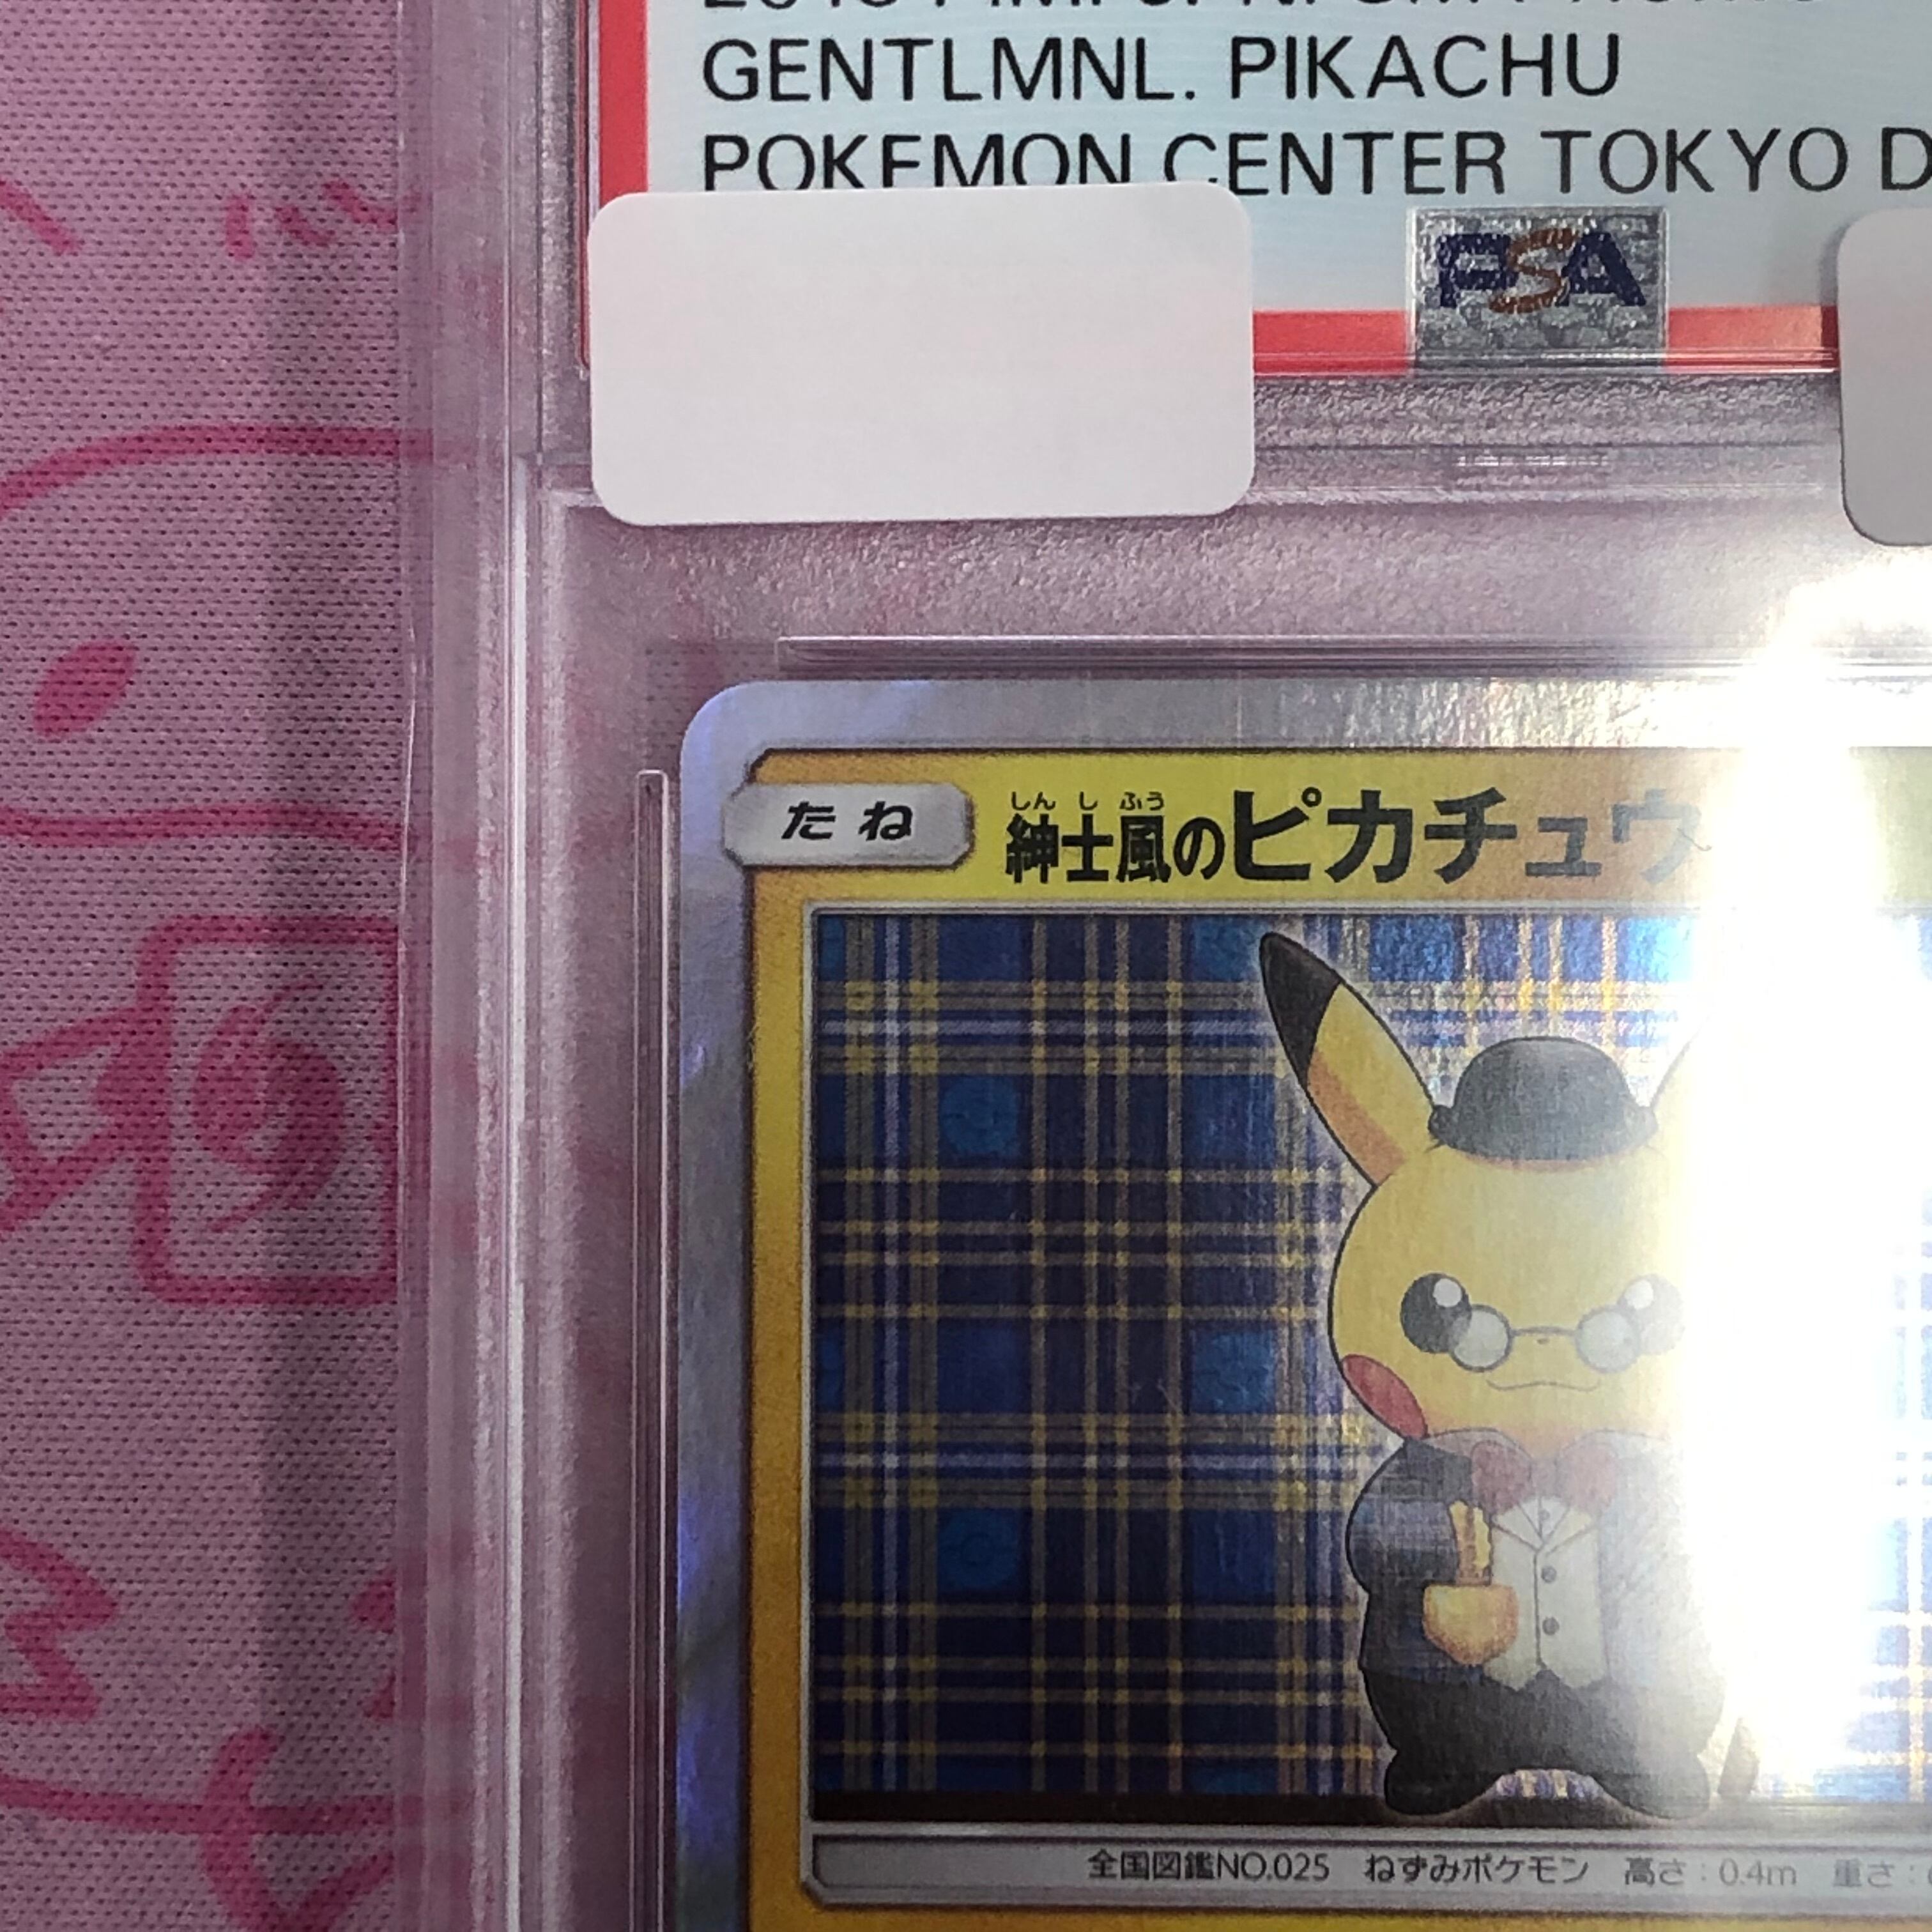 GENTLMNL. PIKACHU
POKEMON CENTER TOKYO D
PSA
たね
しんしふう
紳士風のピカチュウ
全国図鑑NO.025 ねずみポケモン 高さ:0.4m 重さ: